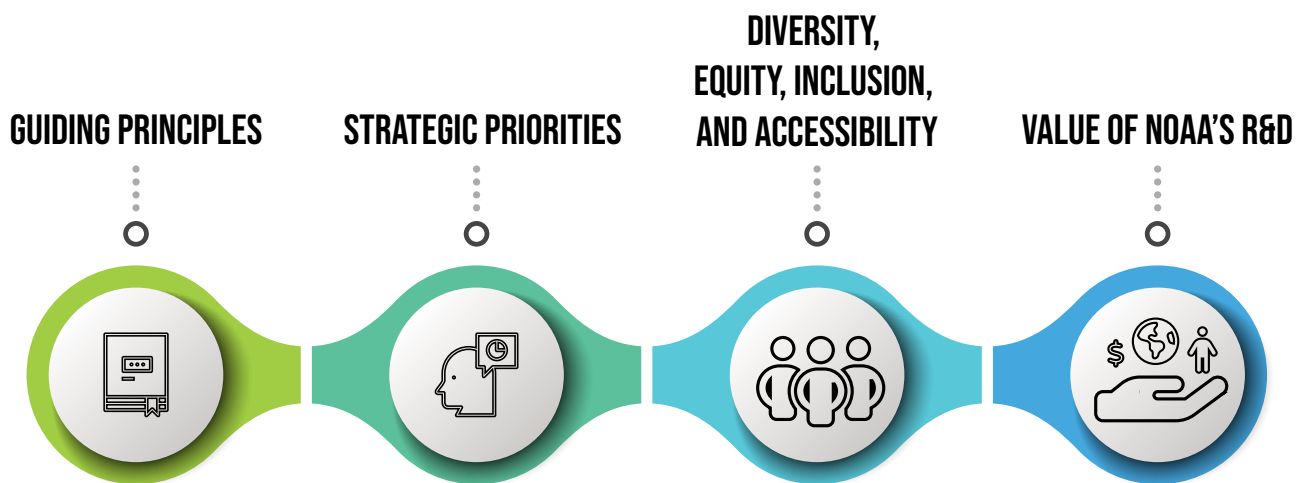 GUIDING PRINCIPLES
STRATEGIC PRIORITIES
DIVERSITY,
EQUITY, INCLUSION,
AND ACCESSIBILITY
VALUE OF NOAA'S R&D
$